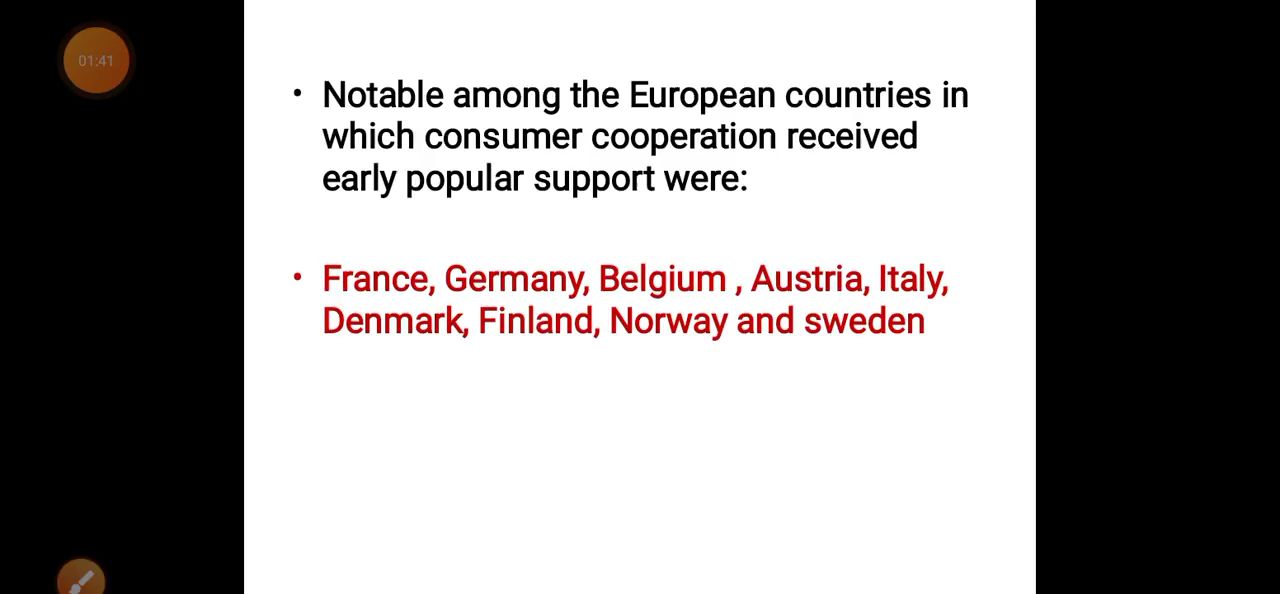 01:41
• Notable among the European countries in
which consumer cooperation received
early popular support were:
• France, Germany, Belgium , Austria, Italy,
Denmark, Finland, Norway and sweden